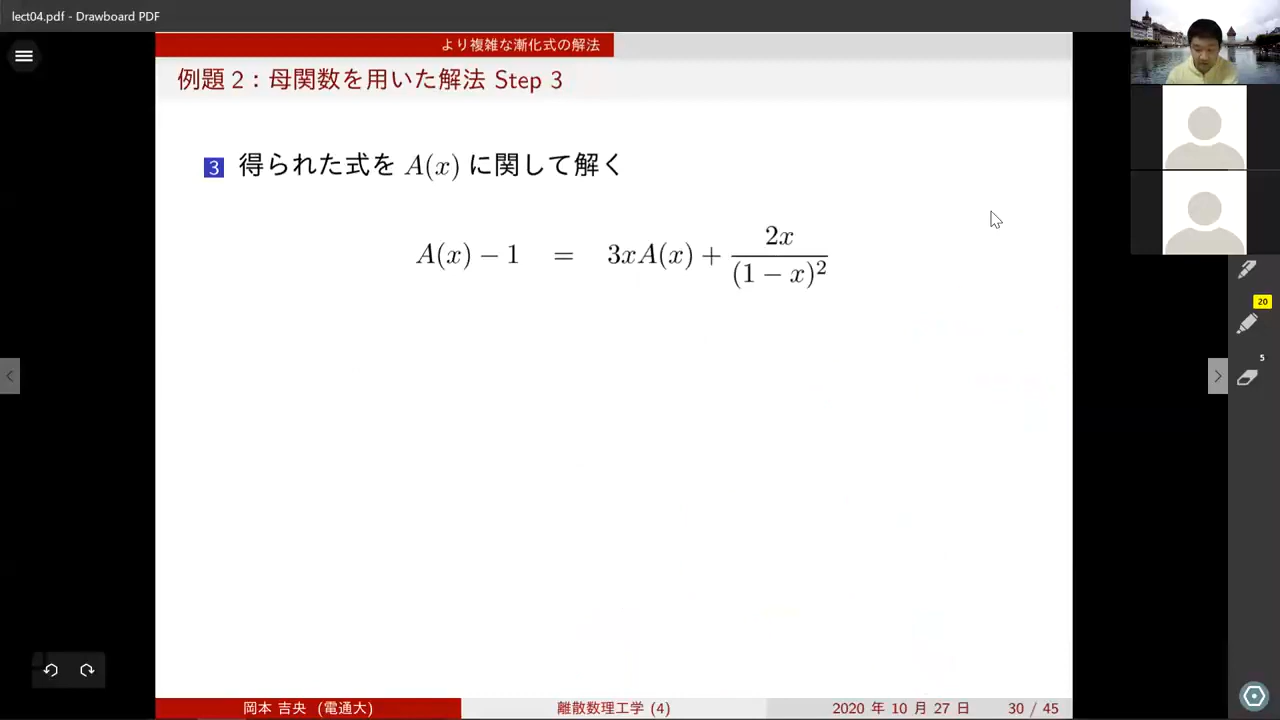 lect04.pdf - Drawboard PDF
より複雑な漸化式の解法
例題 2：母関数を用いた解法 Step 3
3 得られた式を A(x) に関して解く
A(x) − 1 = 3xA(x) + 2x/(1 − x)²
20
5
岡本 吉央 (電通大) 離散数理工学 (4) 2020 年 10 月 27 日 30 / 45